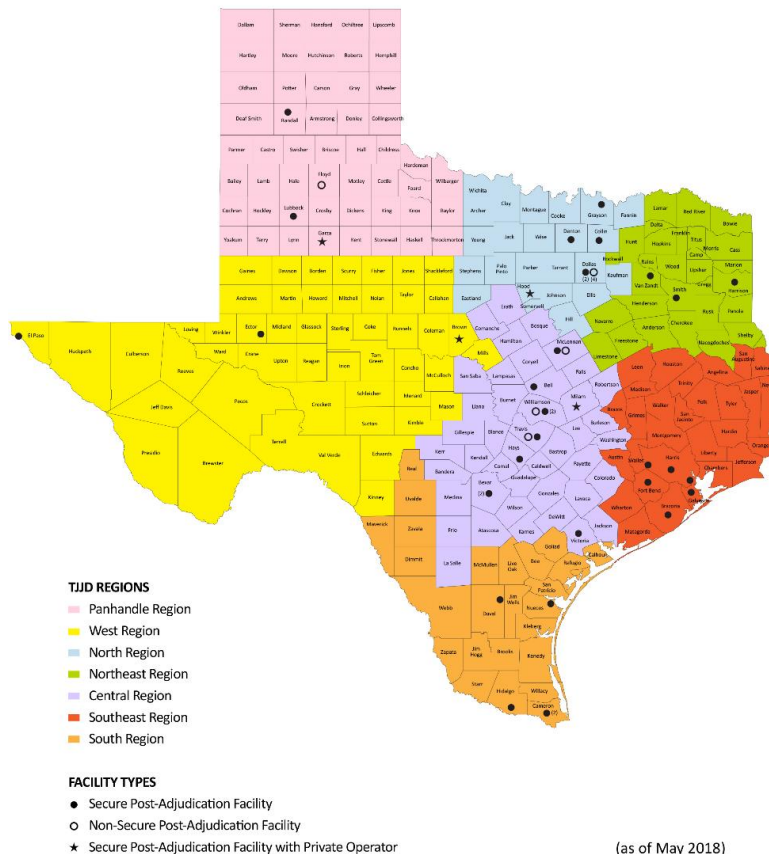 Dallam Sherman Hansford Ochiltree Lipscomb
Hartley Moore Hutchinson Roberts Hemphill
Oldham Potter Carson Gray Wheeler
Deaf Smith Randall Armstrong Donley Collingsworth
Parmer Castro Swisher Briscoe Hall Childress
Hardeman
Bailey Lamb Hale Floyd Motley Cottle Foard Wilbarger
Wichita
Cochran Hockley Lubbock Crosby Dickens King Knox Baylor Archer Clay Montague Cooke Grayson Fannin Lamar Red River Bowie
Yoakum Terry Lynn Garza Kent Stonewall Haskell Throckmorton Young Jack Wise Denton Collin Hunt Delta Hopkins Franklin Titus Morris Cass
Camp
Gaines Dawson Borden Scurry Fisher Jones Shackelford Stephens Palo Pinto Parker Tarrant Dallas (2) (4) Rockwall Kaufman Rains Wood Upshur Marion
Andrews Martin Howard Mitchell Nolan Taylor Callahan Eastland Hood Somervell Johnson Ellis Van Zandt Smith Gregg Harrison
El Paso Hudspeth Culberson Loving Winkler Ector Midland Glasscock Sterling Coke Runnels Coleman Brown Comanche Erath Bosque Hill Navarro Henderson Anderson Cherokee Rusk Panola
Reeves Ward Crane Upton Reagan Irion Tom Green Concho McCulloch Mills Hamilton McLennan Limestone Freestone Nacogdoches Shelby
San Saba Lampasas Coryell Falls Leon Houston Angelina San Augustine
Jeff Davis Pecos Crockett Schleicher Menard Mason Llano Burnet Bell Milam Robertson Madison Trinity Polk Tyler Jasper
Williamson (2) Brazos Grimes Walker San Jacinto Hardin
Presidio Brewster Terrell Sutton Kimble Gillespie Blanco Travis Lee Burleson Washington Montgomery Liberty Orange
Val Verde Edwards Kerr Kendall Hays Bastrop Fayette Austin Waller Harris Chambers Jefferson
Real Bandera Comal Caldwell Colorado Fort Bend
Kinney Uvalde Medina Bexar (2) Guadalupe Gonzales Lavaca Wharton Brazoria Galveston
Wilson DeWitt Jackson Matagorda
Maverick Zavala Frio Atascosa Karnes Victoria
Dimmit La Salle McMullen Live Oak Bee Goliad Refugio Calhoun
San Patricio
Webb Duval Jim Wells Nueces
Kleberg
Zapata Jim Hogg Brooks Kenedy
Starr Hidalgo Willacy
Cameron (2)
TJJD REGIONS
Panhandle Region
West Region
North Region
Northeast Region
Central Region
Southeast Region
South Region
FACILITY TYPES
Secure Post-Adjudication Facility
Non-Secure Post-Adjudication Facility
Secure Post-Adjudication Facility with Private Operator
(as of May 2018)